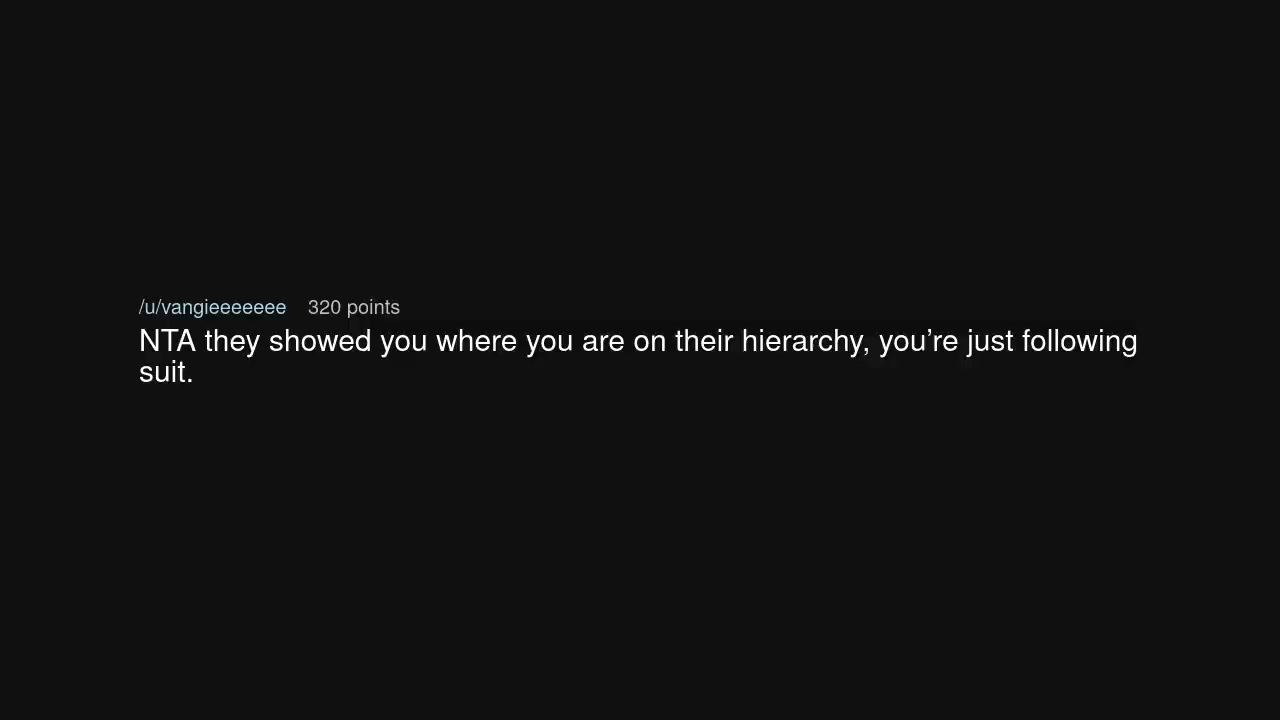 /u/vangieeeeeee 320 points
NTA they showed you where you are on their hierarchy, you’re just following
suit.